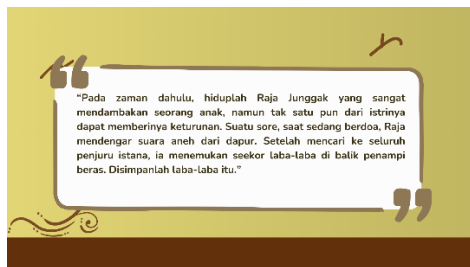 “Pada zaman dahulu, hiduplah Raja Junggak yang sangat
mendambakan seorang anak, namun tak satu pun dari istrinya
dapat memberinya keturunan. Suatu sore, saat sedang berdoa, Raja
mendengar suara aneh dari dapur. Setelah mencari ke seluruh
penjuru istana, ia menemukan seekor laba-laba di balik penampi
beras. Disimpanlah laba-laba itu.”